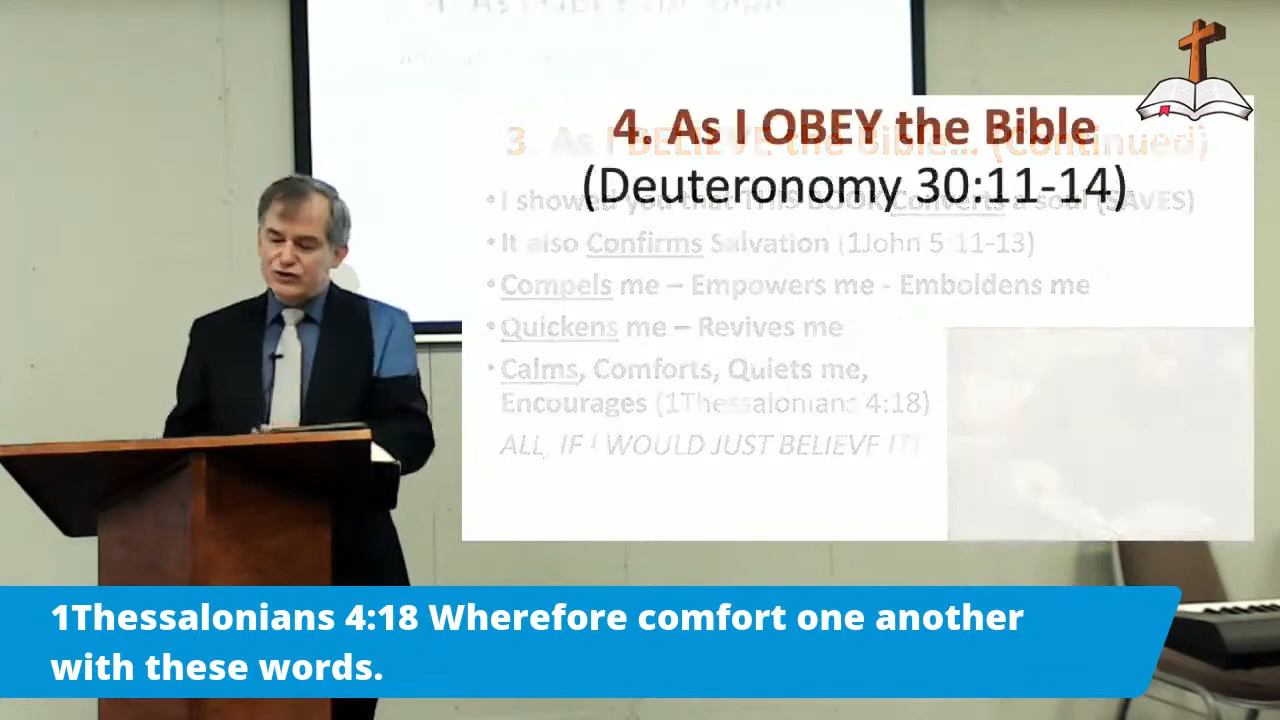 4. As I OBEY the Bible
(Deuteronomy 30:11-14)
3. As I BELIEVE the Bible... (Continued)
• I showed you that THIS BOOK Converts a soul (SAVES)
• It also Confirms Salvation (1John 5:11-13)
• Compels me – Empowers me - Emboldens me
• Quickens me – Revives me
• Calms, Comforts, Quiets me,
Encourages (1Thessalonians 4:18)
ALL, IF I WOULD JUST BELIEVE IT!
1Thessalonians 4:18 Wherefore comfort one another
with these words.